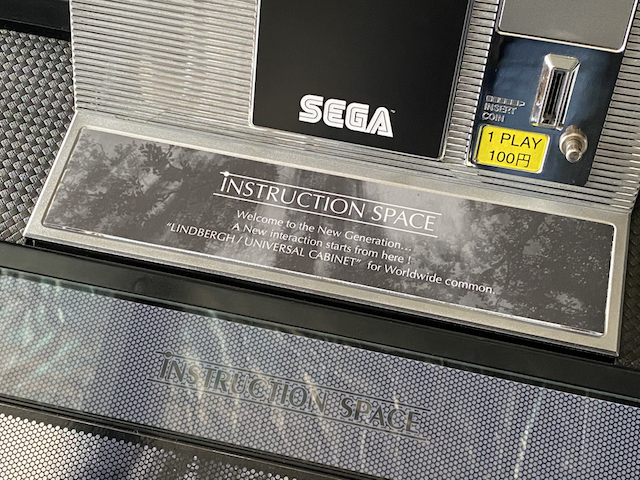 SEGA™
INSERT
COIN
1 PLAY
100円
INSTRUCTION SPACE
Welcome to the New Generation...
A New interaction starts from here !
"LINDBERGH / UNIVERSAL CABINET" for Worldwide common.
INSTRUCTION SPACE